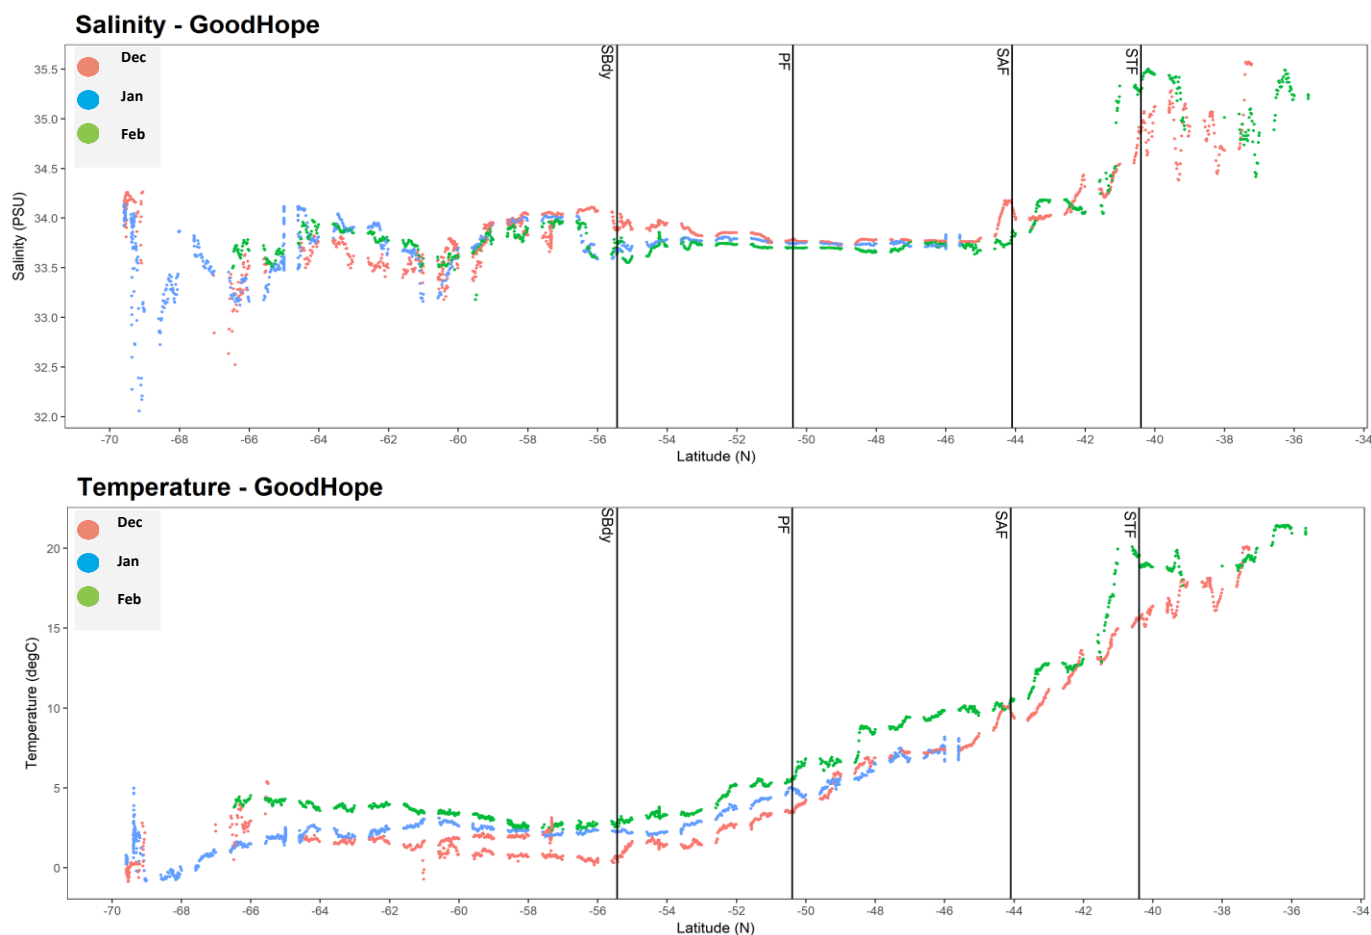 Salinity - GoodHope
Dec
Jan
Feb
SBdy
PF
SAF
STF
35.5
35.0
34.5
34.0
33.5
33.0
32.5
32.0
Salinity (PSU)
-70 -68 -66 -64 -62 -60 -58 -56 -54 -52 -50 -48 -46 -44 -42 -40 -38 -36 -34
Latitude (N)
Temperature - GoodHope
Dec
Jan
Feb
SBdy
PF
SAF
STF
20
15
10
5
0
Temperature (degC)
-70 -68 -66 -64 -62 -60 -58 -56 -54 -52 -50 -48 -46 -44 -42 -40 -38 -36 -34
Latitude (N)